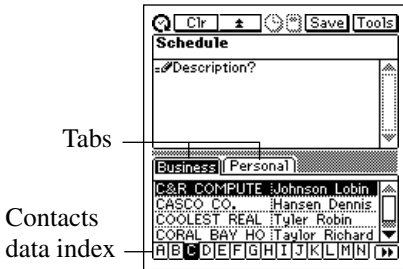 Clr Save Tools
Schedule
Description?
Tabs
Business Personal
C&R COMPUTE Johnson Lobin
CASCO CO. Hansen Dennis
COOLEST REAL Tyler Robin
CORAL BAY HO Taylor Richard
Contacts
data index
A B C D E F G H I J K L M N